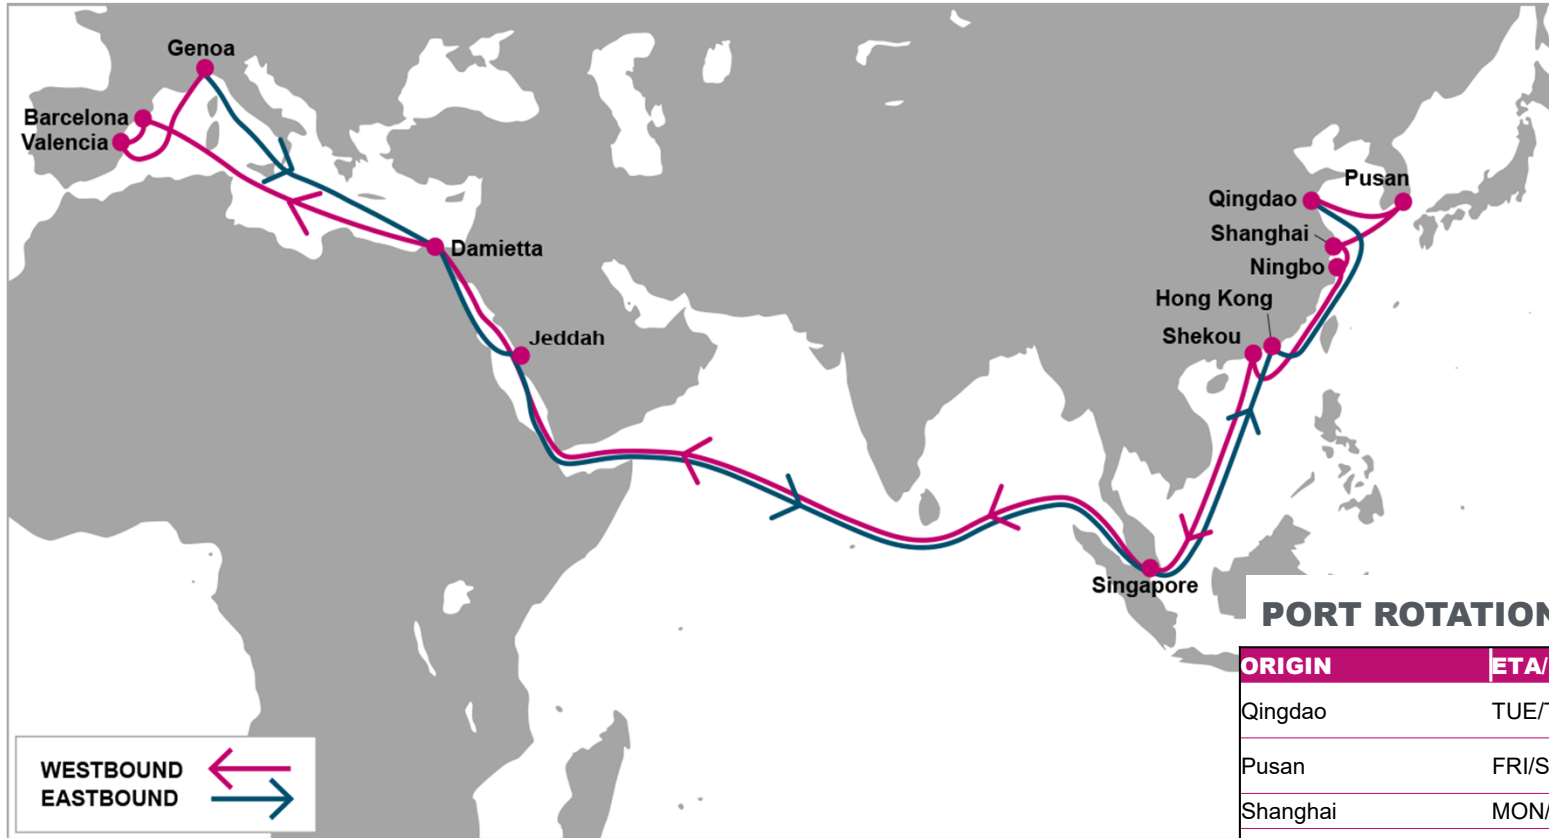 Genoa
Barcelona
Valencia
Damietta
Jeddah
Pusan
Qingdao
Shanghai
Ningbo
Hong Kong
Shekou
Singapore
WESTBOUND
EASTBOUND
PORT ROTATION
ORIGIN ETA/
Qingdao TUE/
Pusan FRI/S
Shanghai MON/